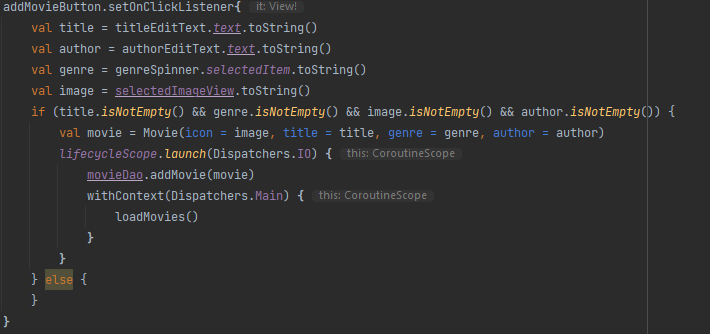 addMovieButton.setOnClickListener{ it: View!
val title = titleEditText.text.toString()
val author = authorEditText.text.toString()
val genre = genreSpinner.selectedItem.toString()
val image = selectedImageView.toString()
if (title.isNotEmpty() && genre.isNotEmpty() && image.isNotEmpty() && author.isNotEmpty()) {
val movie = Movie(icon = image, title = title, genre = genre, author = author)
lifecycleScope.launch(Dispatchers.IO) { this: CoroutineScope
movieDao.addMovie(movie)
withContext(Dispatchers.Main) { this: CoroutineScope
loadMovies()
}
}
} else {
}
}